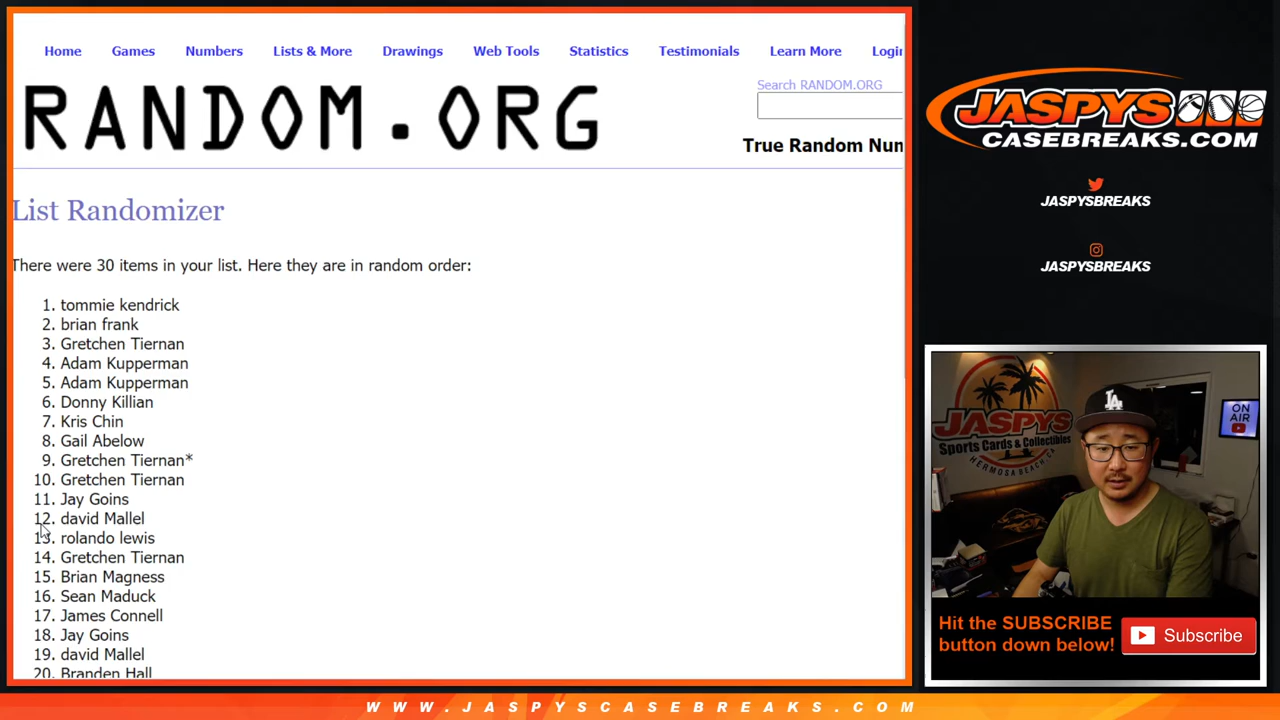 Home Games Numbers Lists & More Drawings Web Tools Statistics Testimonials Learn More Login
Search RANDOM.ORG
RANDOM.ORG
True Random Num
List Randomizer
There were 30 items in your list. Here they are in random order:
1. tommie kendrick
2. brian frank
3. Gretchen Tiernan
4. Adam Kupperman
5. Adam Kupperman
6. Donny Killian
7. Kris Chin
8. Gail Abelow
9. Gretchen Tiernan*
10. Gretchen Tiernan
11. Jay Goins
12. david Mallel
13. rolando lewis
14. Gretchen Tiernan
15. Brian Magness
16. Sean Maduck
17. James Connell
18. Jay Goins
19. david Mallel
20. Branden Hall
JASPYS
CASEBREAKS.COM
JASPYSBREAKS
JASPYSBREAKS
JASPYS
Sports Cards & Collectibles
HERMOSA BEACH, CA
LA
ON
AIR
Hit the SUBSCRIBE
button down below!
Subscribe
WWW.JASPYSCASEBREAKS.COM